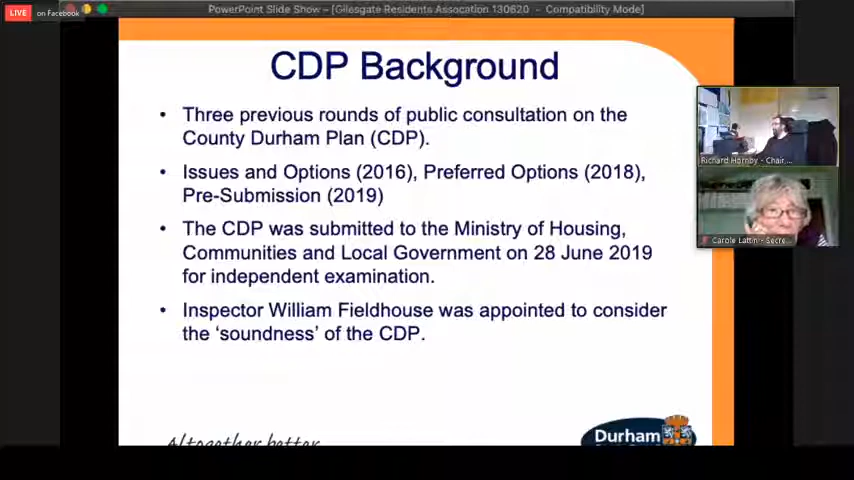 LIVE
on Facebook
PowerPoint Slide Show - [Gilesgate Residents Assocation 130620 - Compatibility Mode]
CDP Background
• Three previous rounds of public consultation on the
County Durham Plan (CDP).
• Issues and Options (2016), Preferred Options (2018),
Pre-Submission (2019)
• The CDP was submitted to the Ministry of Housing,
Communities and Local Government on 28 June 2019
for independent examination.
• Inspector William Fieldhouse was appointed to consider
the ‘soundness’ of the CDP.
Richard Hornby - Chair...
Carole Lattin - Secre...
Altogether better
Durham